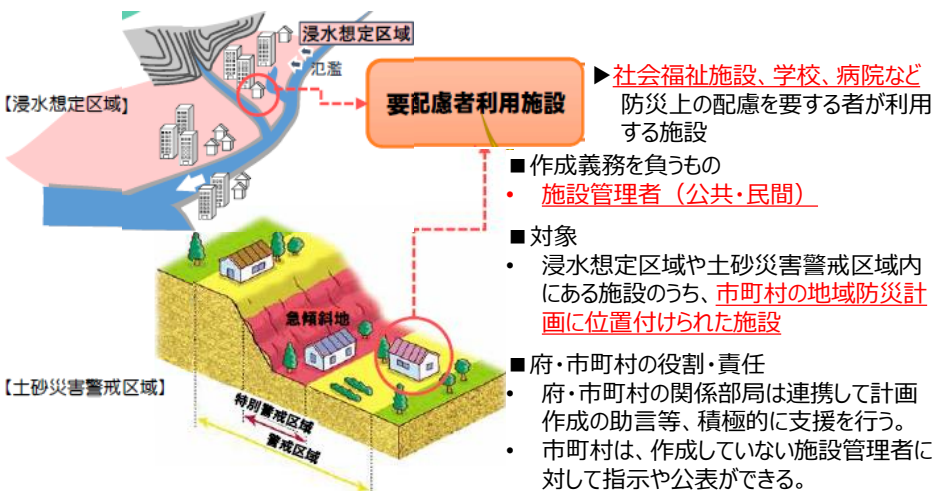 浸水想定区域
氾濫
【浸水想定区域】
要配慮者利用施設
▶社会福祉施設、学校、病院など
防災上の配慮を要する者が利用
する施設
■作成義務を負うもの
• 施設管理者（公共・民間）
■対象
• 浸水想定区域や土砂災害警戒区域内
にある施設のうち、市町村の地域防災計
画に位置付けられた施設
急傾斜地
【土砂災害警戒区域】
特別警戒区域
警戒区域
■府・市町村の役割・責任
• 府・市町村の関係部局は連携して計画
作成の助言等、積極的に支援を行う。
• 市町村は、作成していない施設管理者に
対して指示や公表ができる。